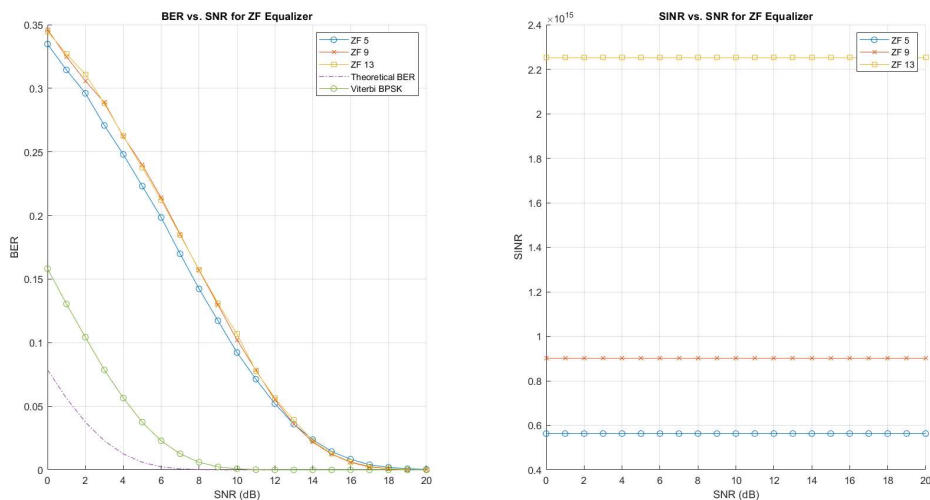 BER vs. SNR for ZF Equalizer
0.35
0.3
0.25
0.2
0.15
0.1
0.05
0
BER
0 2 4 6 8 10 12 14 16 18 20
SNR (dB)
ZF 5
ZF 9
ZF 13
Theoretical BER
Viterbi BPSK
SINR vs. SNR for ZF Equalizer
×10^15
2.4
2.2
2
1.8
1.6
1.4
1.2
1
0.8
0.6
0.4
SINR
0 2 4 6 8 10 12 14 16 18 20
SNR (dB)
ZF 5
ZF 9
ZF 13